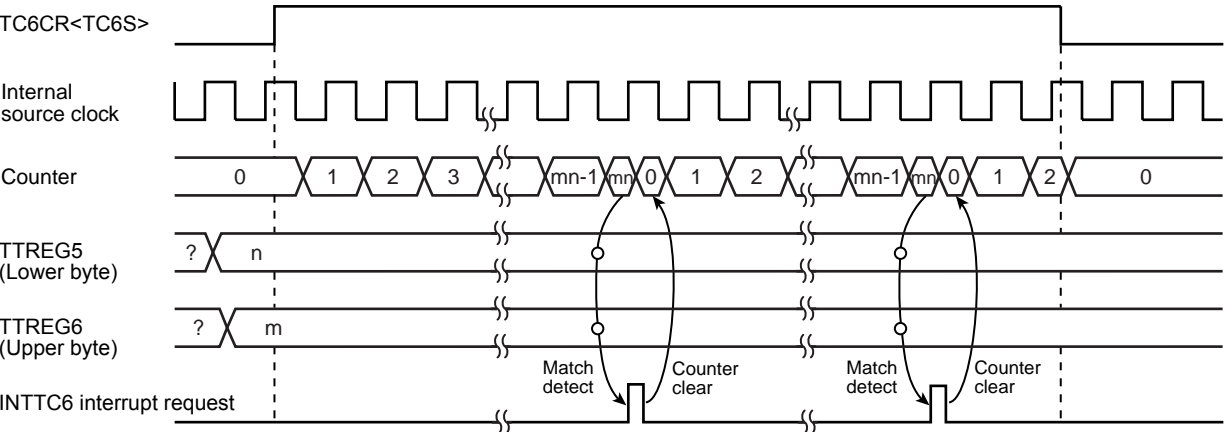 TC6CR<TC6S>
Internal
source clock
Counter
0 1 2 3 mn-1 mn 0 1 2 mn-1 mn 0 1 2 0
TTREG5
(Lower byte)
? n
TTREG6
(Upper byte)
? m
Match
detect
Counter
clear
Match
detect
Counter
clear
INTTC6 interrupt request